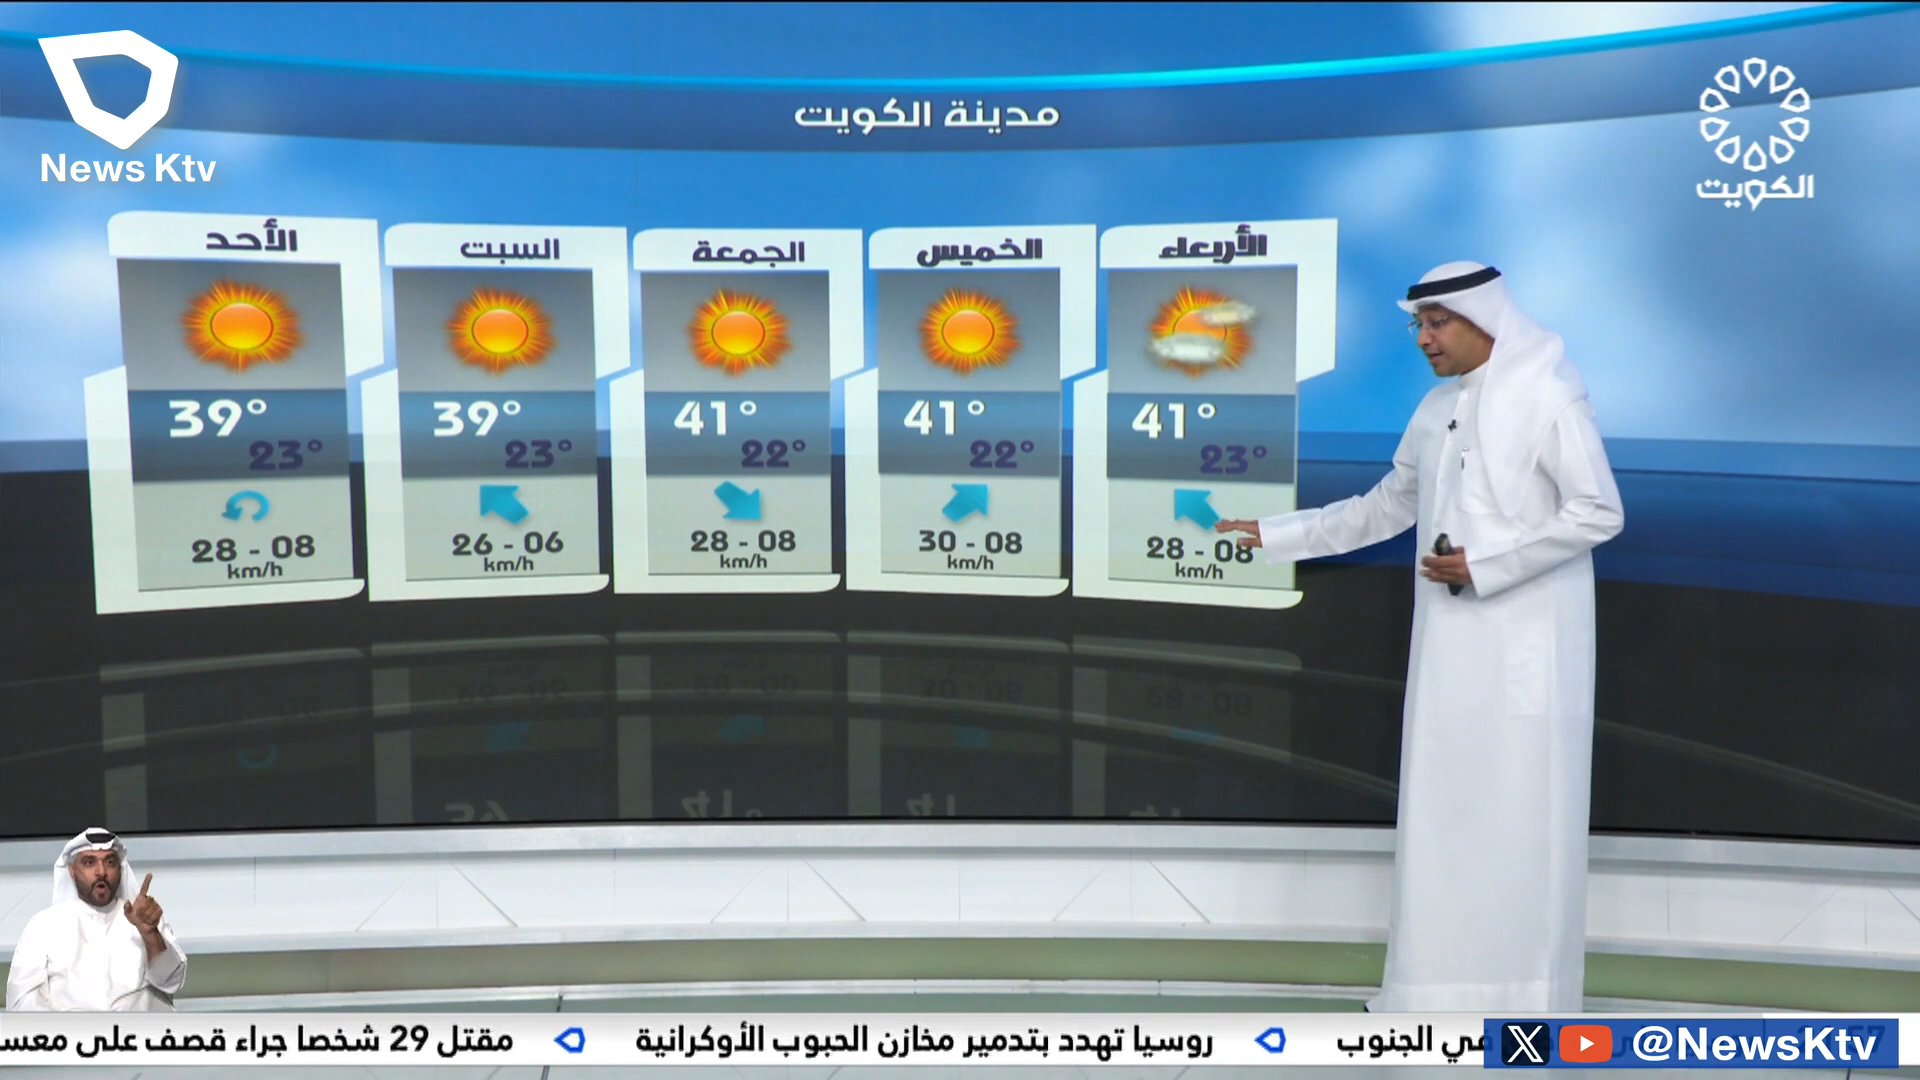 News Ktv
الكويت
مدينة الكويت
الأربعاء
41°
23°
28 - 08
km/h
الخميس
41°
22°
30 - 08
km/h
الجمعة
41°
22°
28 - 08
km/h
السبت
39°
23°
26 - 06
km/h
الأحد
39°
23°
28 - 08
km/h
في الجنوب روسيا تهدد بتدمير مخازن الحبوب الأوكرانية مقتل 29 شخصا جراء قصف على
@NewsKtv